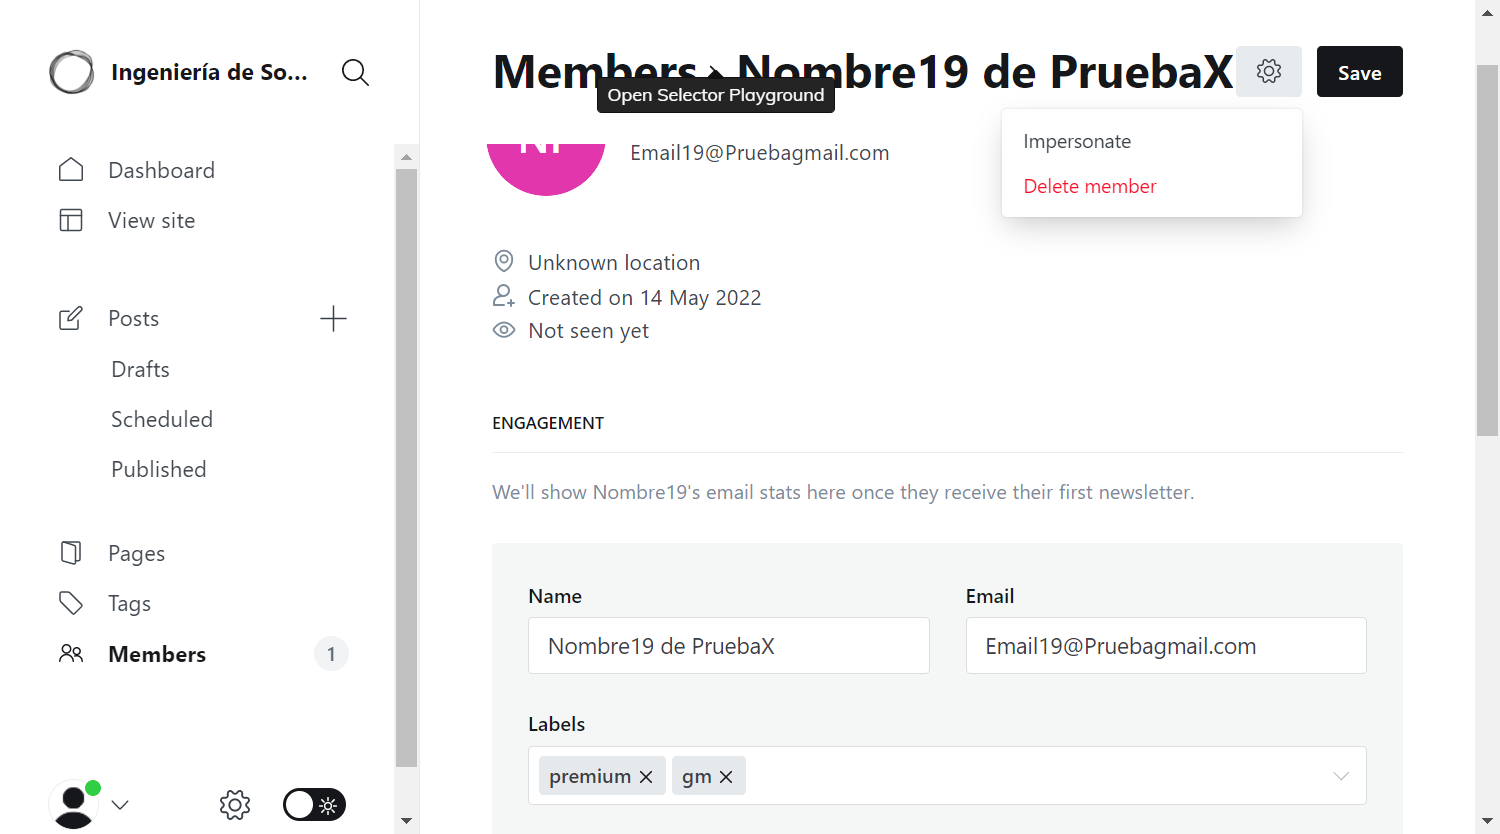 Ingeniería de So...
Dashboard
View site
Posts
Drafts
Scheduled
Published
Pages
Tags
Members 1
Members > Nombre19 de PruebaX
Save
Open Selector Playground
Impersonate
Delete member
Email19@Pruebagmail.com
Unknown location
Created on 14 May 2022
Not seen yet
ENGAGEMENT
We'll show Nombre19's email stats here once they receive their first newsletter.
Name
Email
Nombre19 de PruebaX
Email19@Pruebagmail.com
Labels
premium × gm ×